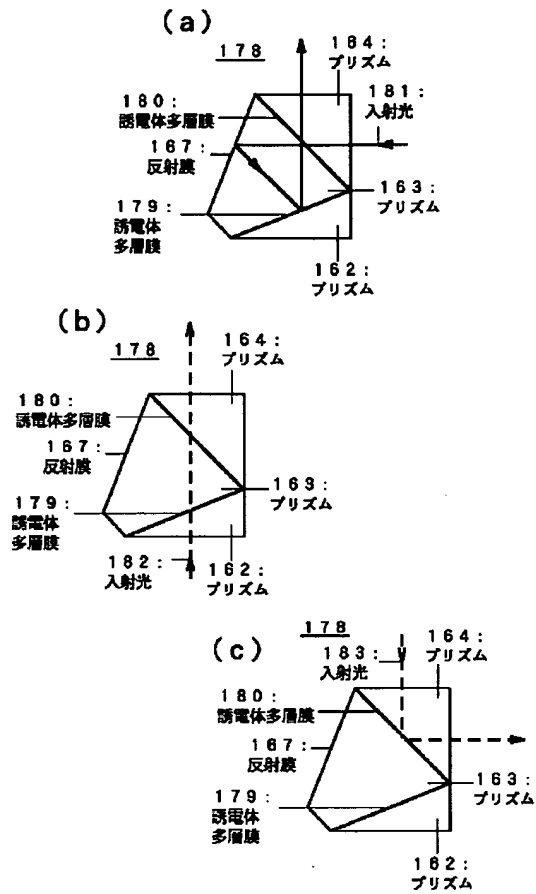 (a)
178
164:
プリズム
180:
誘電体多層膜
181:
入射光
167:
反射膜
163:
プリズム
179:
誘電体
多層膜
162:
プリズム
(b)
178
164:
プリズム
180:
誘電体多層膜
167:
反射膜
163:
プリズム
179:
誘電体
多層膜
182:
入射光
162:
プリズム
(c)
178
183:
入射光
164:
プリズム
180:
誘電体多層膜
167:
反射膜
163:
プリズム
179:
誘電体
多層膜
162:
プリズム